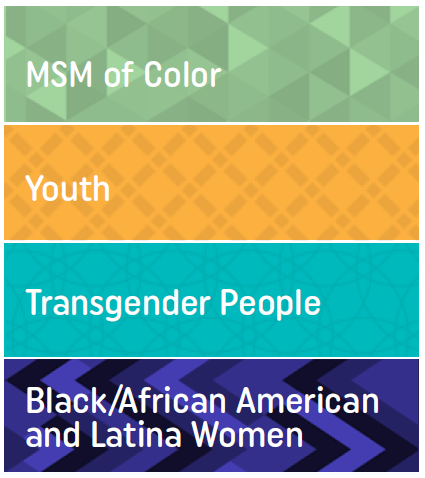 MSM of Color
Youth
Transgender People
Black/African American
and Latina Women